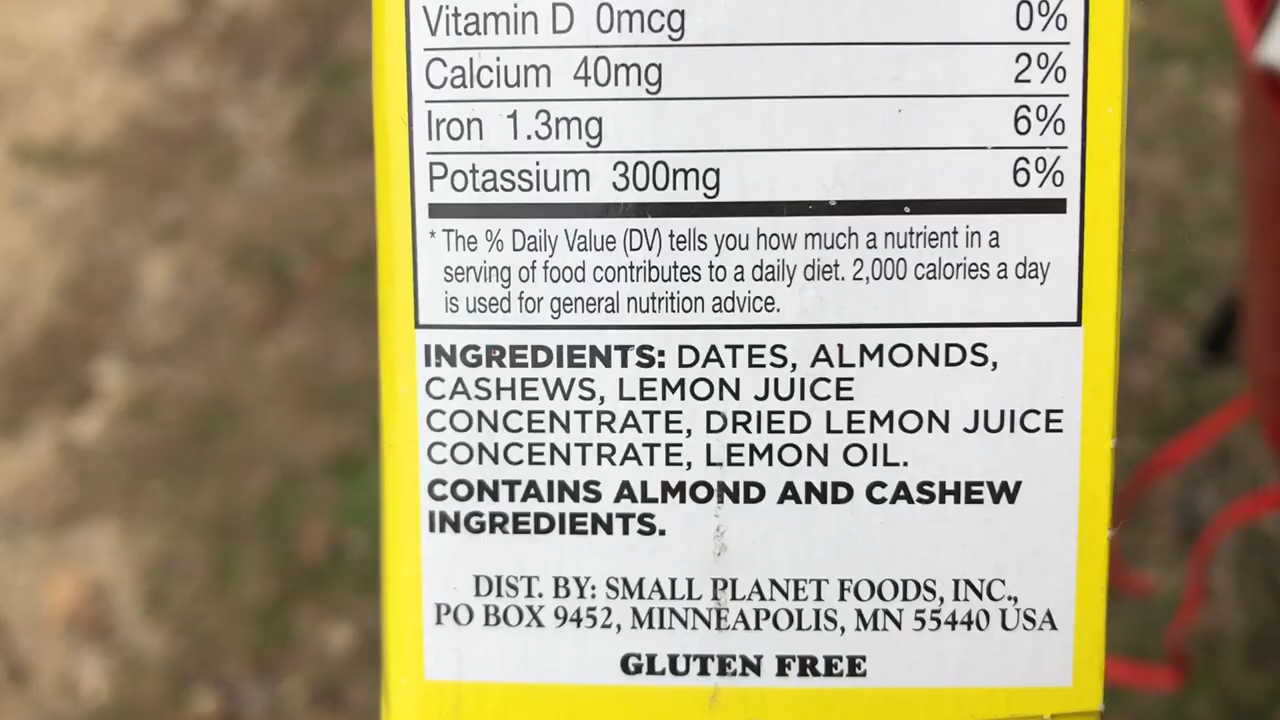 Vitamin D 0mcg 0%
Calcium 40mg 2%
Iron 1.3mg 6%
Potassium 300mg 6%
* The % Daily Value (DV) tells you how much a nutrient in a
serving of food contributes to a daily diet. 2,000 calories a day
is used for general nutrition advice.
INGREDIENTS: DATES, ALMONDS,
CASHEWS, LEMON JUICE
CONCENTRATE, DRIED LEMON JUICE
CONCENTRATE, LEMON OIL.
CONTAINS ALMOND AND CASHEW
INGREDIENTS.
DIST. BY: SMALL PLANET FOODS, INC.,
PO BOX 9452, MINNEAPOLIS, MN 55440 USA
GLUTEN FREE